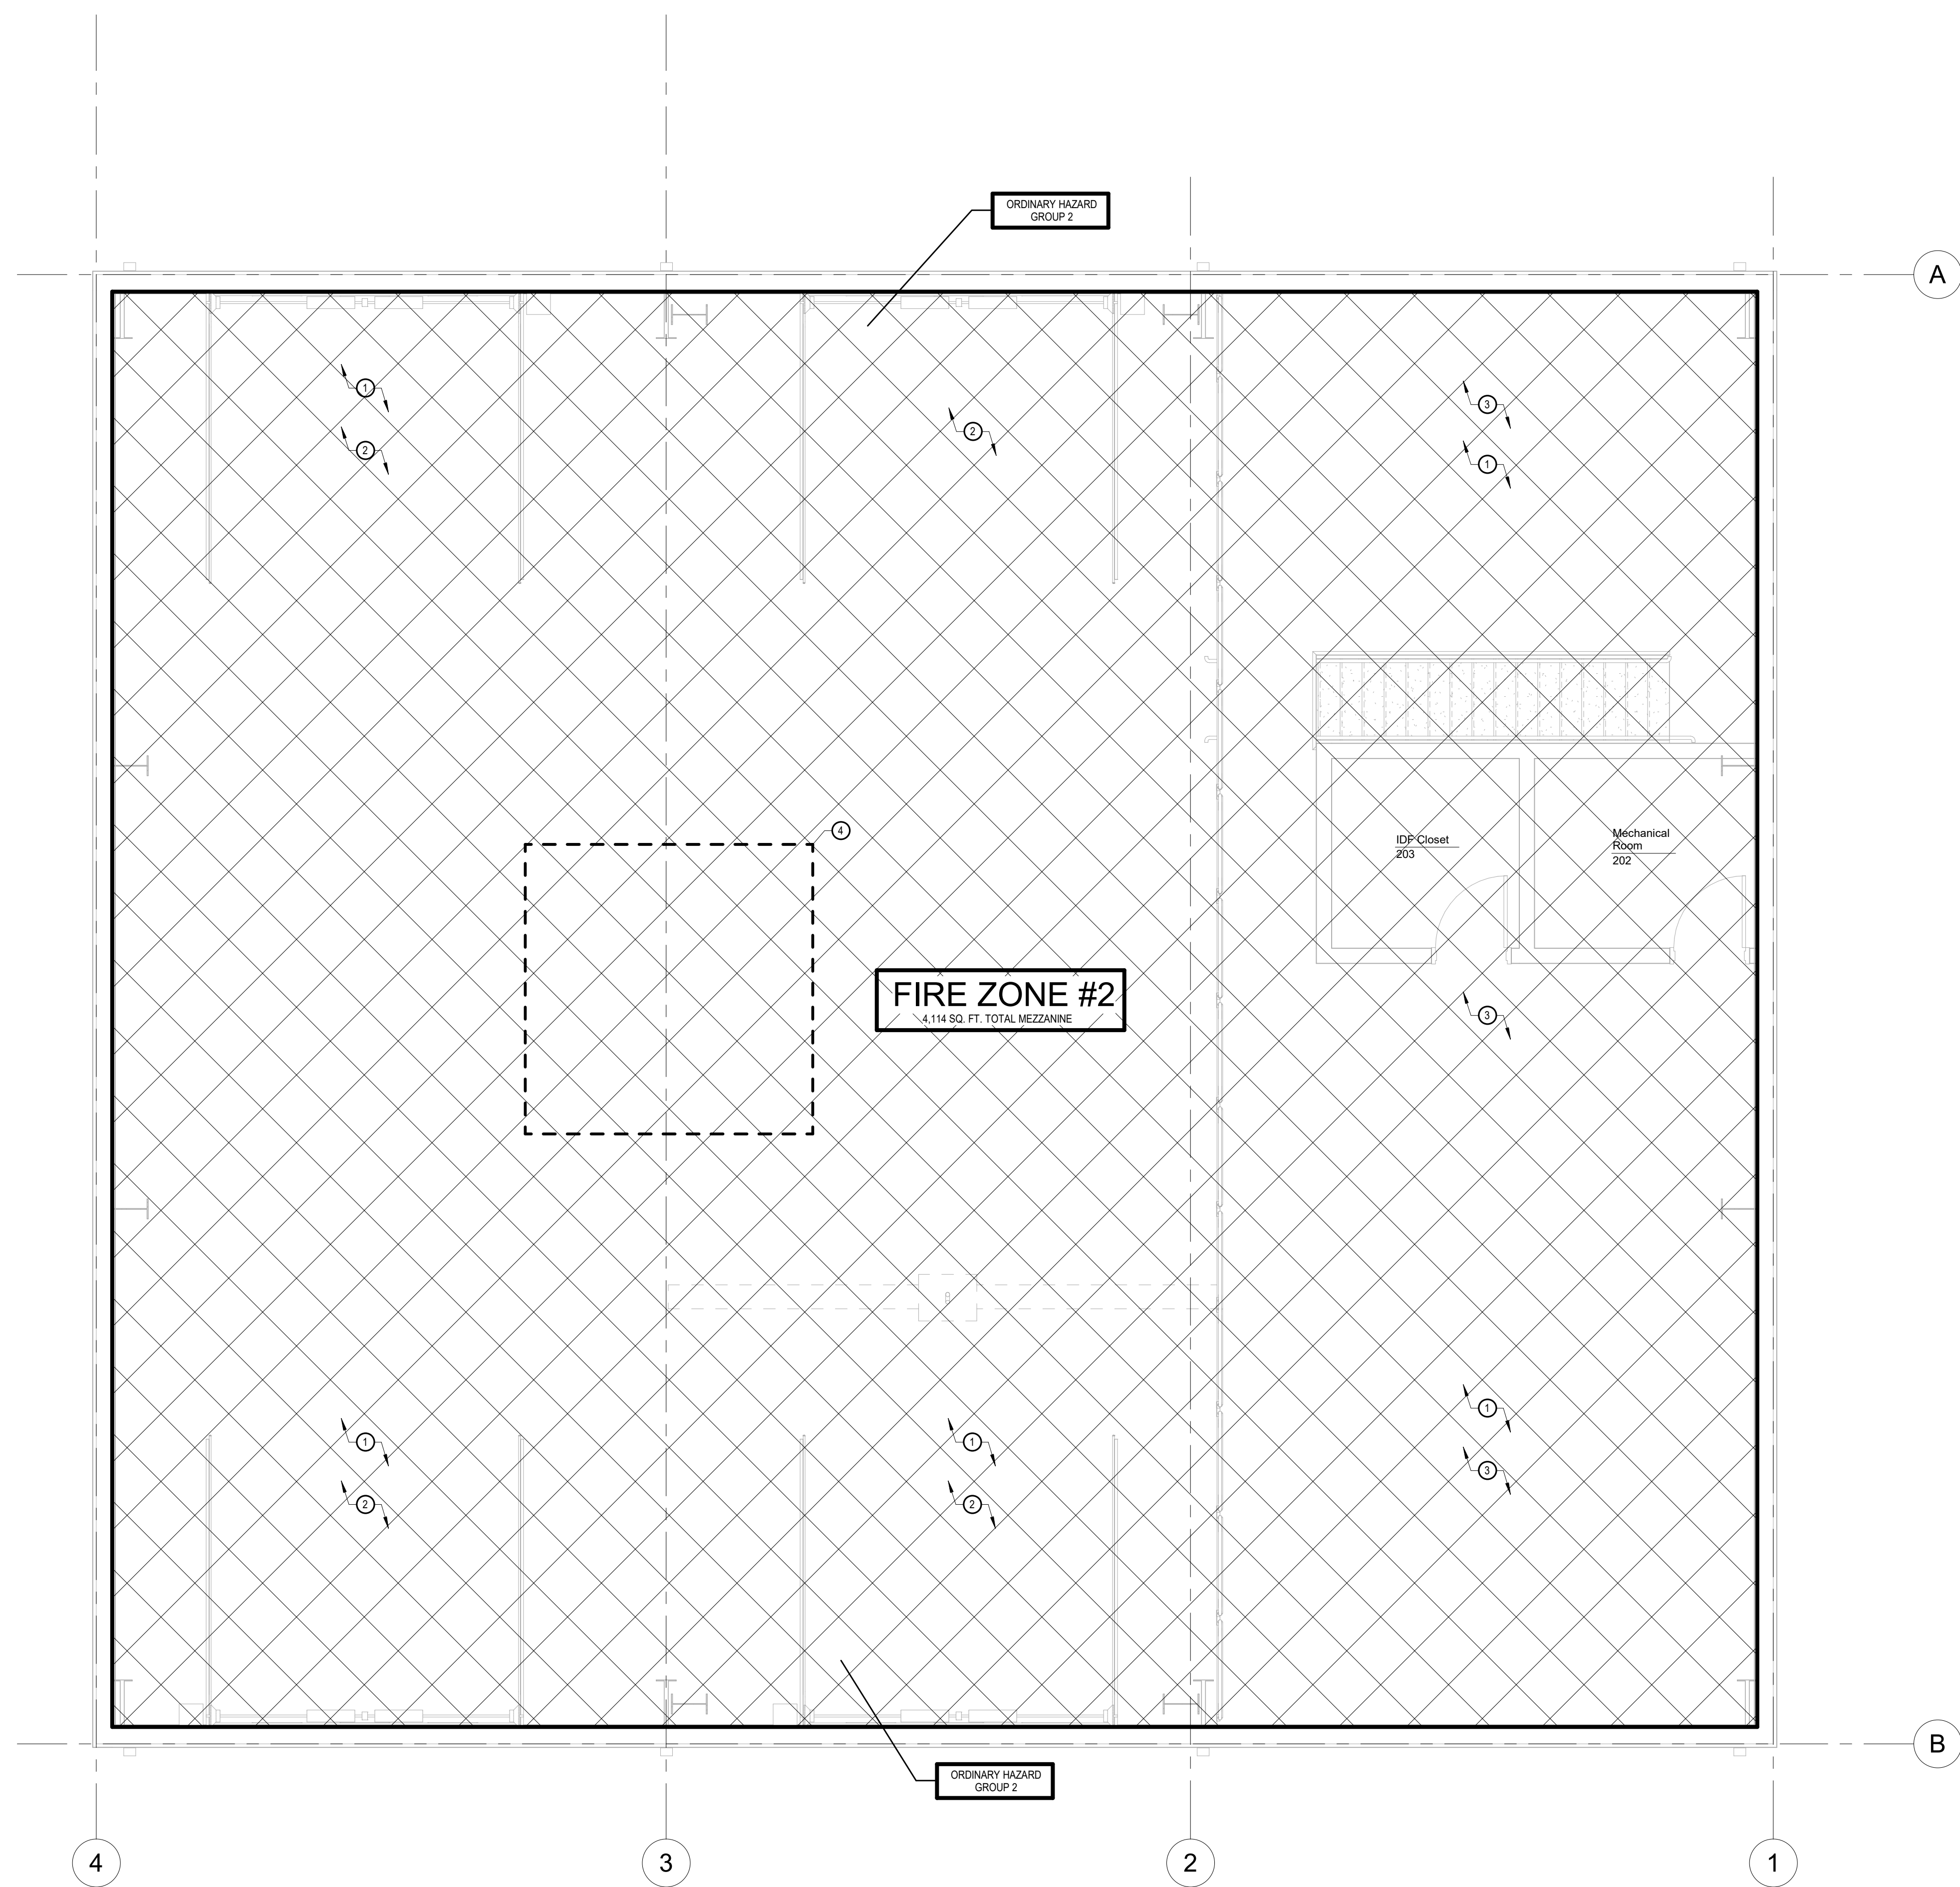 ORDINARY HAZARD
GROUP 2
A
1
3
2
2
1
4
IDF Closet
203
Mechanical
Room
202
FIRE ZONE #2
4,114 SQ. FT. TOTAL MEZZANINE
3
1
1
1
3
2
2
B
ORDINARY HAZARD
GROUP 2
4
3
2
1